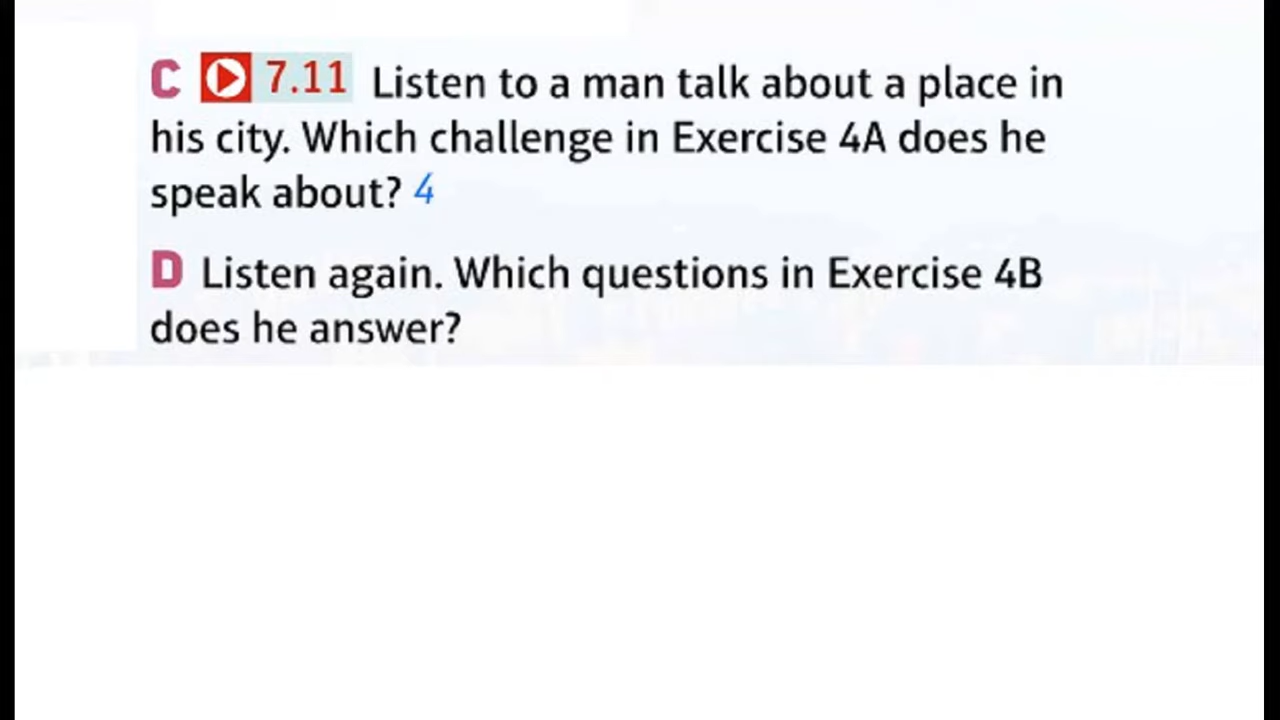 C 7.11 Listen to a man talk about a place in
his city. Which challenge in Exercise 4A does he
speak about? 4
D Listen again. Which questions in Exercise 4B
does he answer?